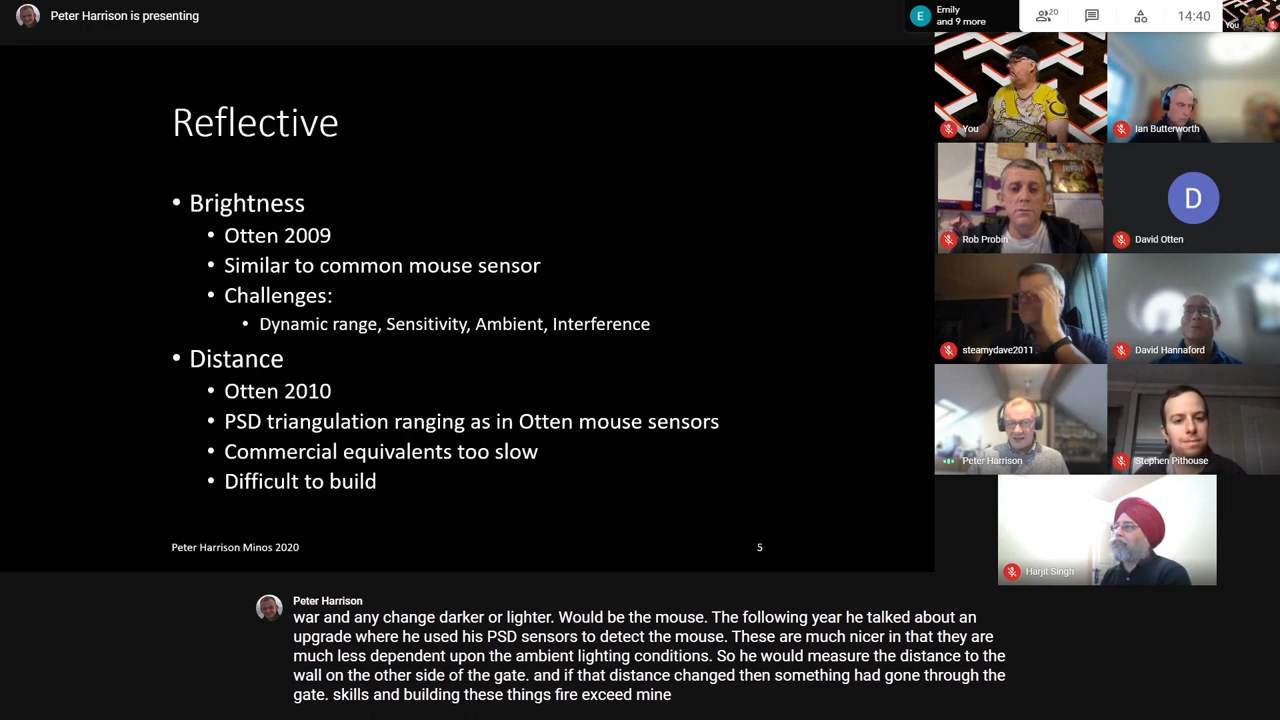 Peter Harrison is presenting
E
Emily
and 9 more
20
14:40
You
Reflective
• Brightness
• Otten 2009
• Similar to common mouse sensor
• Challenges:
• Dynamic range, Sensitivity, Ambient, Interference
• Distance
• Otten 2010
• PSD triangulation ranging as in Otten mouse sensors
• Commercial equivalents too slow
• Difficult to build
Peter Harrison Minos 2020
5
You
Ian Butterworth
Rob Probin
D
David Otten
steamydave2011
David Hannaford
Peter Harrison
Stephen Pithouse
Harjit Singh
Peter Harrison
war and any change darker or lighter. Would be the mouse. The following year he talked about an
upgrade where he used his PSD sensors to detect the mouse. These are much nicer in that they are
much less dependent upon the ambient lighting conditions. So he would measure the distance to the
wall on the other side of the gate. and if that distance changed then something had gone through the
gate. skills and building these things fire exceed mine